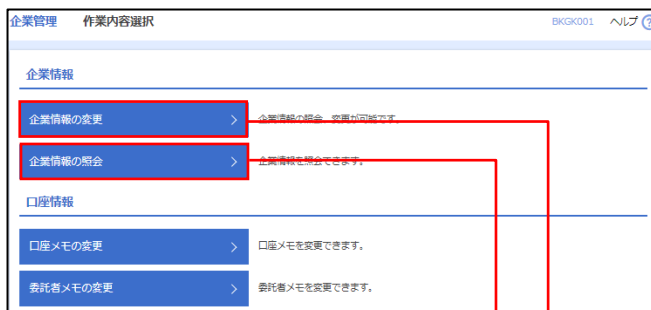 企業管理 作業内容選択 BKGK001 ヘルプ ?
企業情報
企業情報の変更 企業情報の照会、変更が可能です。
企業情報の照会 企業情報を照会できます。
口座情報
口座メモの変更 口座メモを変更できます。
委託者メモの変更 委託者メモを変更できます。